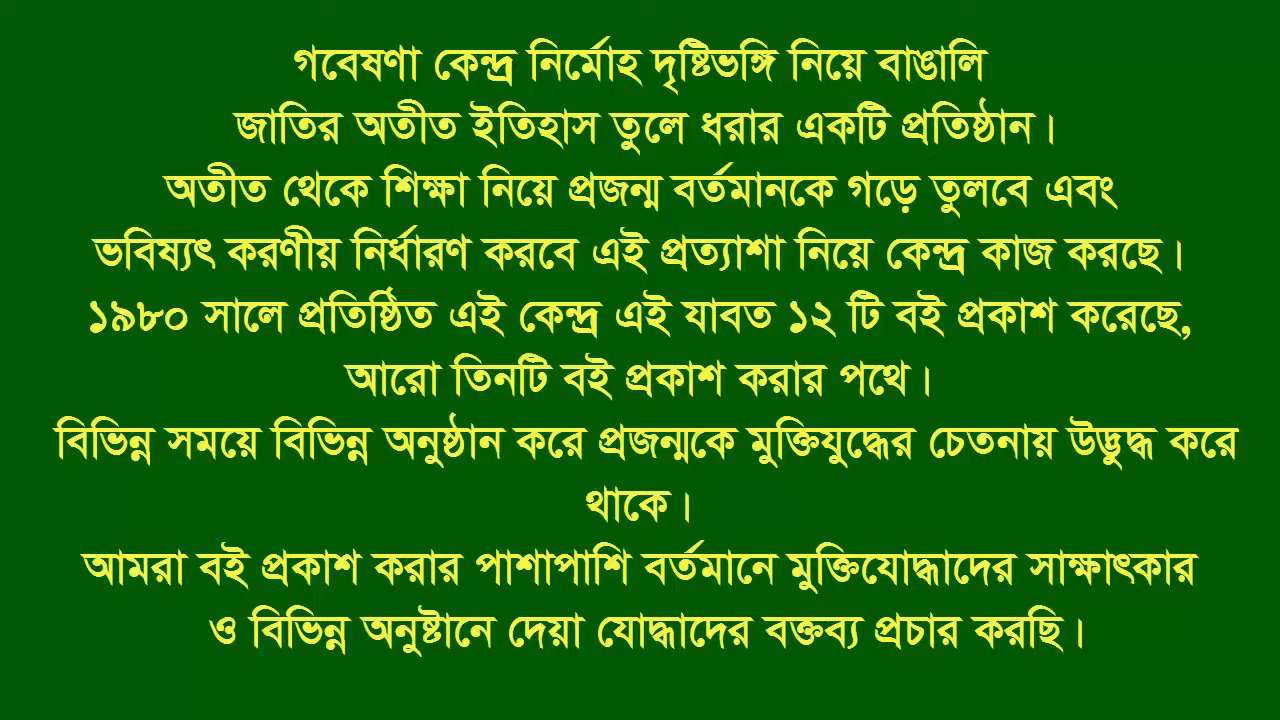 গবেষণা কেন্দ্র নির্মোহ দৃষ্টিভঙ্গি নিয়ে বাঙালি
জাতির অতীত ইতিহাস তুলে ধরার একটি প্রতিষ্ঠান।
অতীত থেকে শিক্ষা নিয়ে প্রজন্ম বর্তমানকে গড়ে তুলবে এবং
ভবিষ্যৎ করণীয় নির্ধারণ করবে এই প্রত্যাশা নিয়ে কেন্দ্র কাজ করছে।
১৯৮০ সালে প্রতিষ্ঠিত এই কেন্দ্র এই যাবত ১২ টি বই প্রকাশ করেছে,
আরো তিনটি বই প্রকাশ করার পথে।
বিভিন্ন সময়ে বিভিন্ন অনুষ্ঠান করে প্রজন্মকে মুক্তিযুদ্ধের চেতনায় উদ্ভুদ্ধ করে
থাকে।
আমরা বই প্রকাশ করার পাশাপাশি বর্তমানে মুক্তিযোদ্ধাদের সাক্ষাৎকার
ও বিভিন্ন অনুষ্টানে দেয়া যোদ্ধাদের বক্তব্য প্রচার করছি।